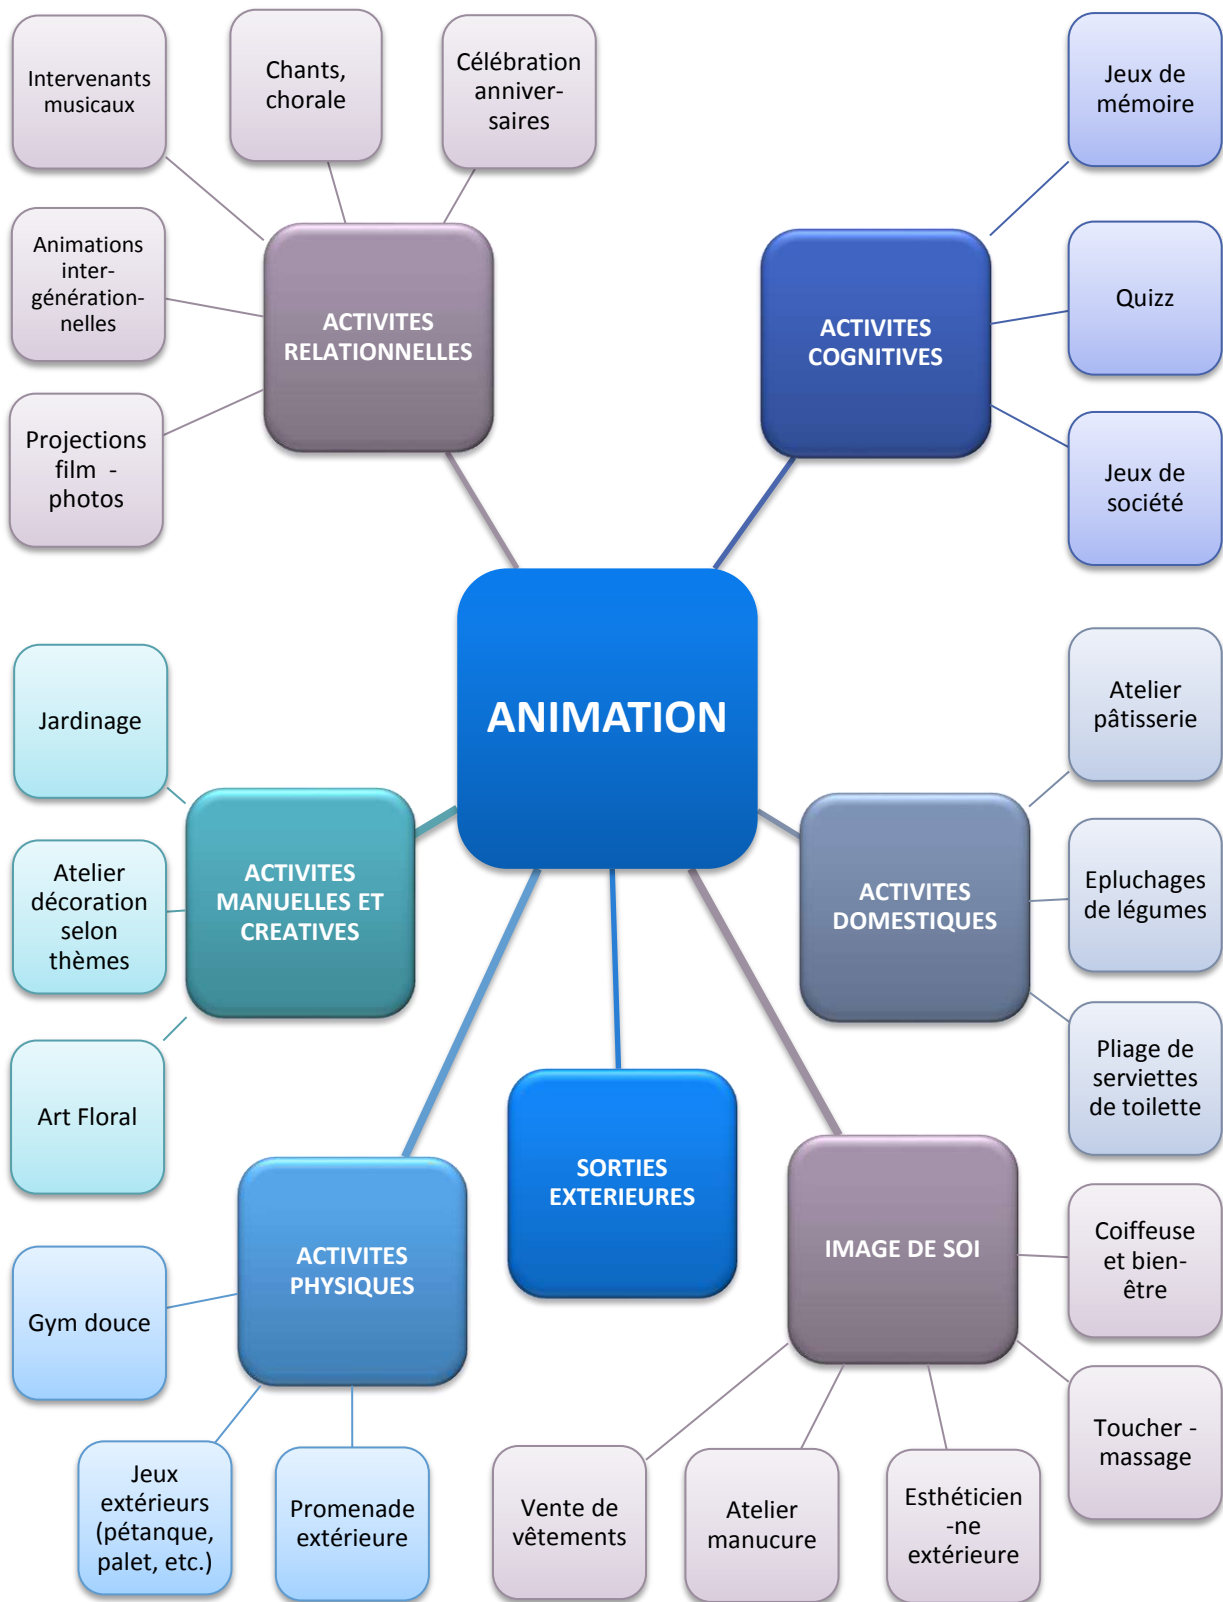 Intervenants
musicaux
Chants,
chorale
Célébration
anniver-
saires
Animations
inter-
génération-
nelles
Projections
film -
photos
ACTIVITES
RELATIONNELLES
Jeux de
mémoire
Quizz
Jeux de
société
ACTIVITES
COGNITIVES
ANIMATION
Jardinage
Atelier
décoration
selon
thèmes
Art Floral
ACTIVITES
MANUELLES ET
CREATIVES
Atelier
pâtisserie
Epluchages
de légumes
Pliage de
serviettes
de toilette
ACTIVITES
DOMESTIQUES
SORTIES
EXTERIEURES
ACTIVITES
PHYSIQUES
Gym douce
Jeux
extérieurs
(pétanque,
palet, etc.)
Promenade
extérieure
IMAGE DE SOI
Coiffeuse
et bien-
être
Toucher -
massage
Vente de
vêtements
Atelier
manucure
Esthéticien
-ne
extérieure